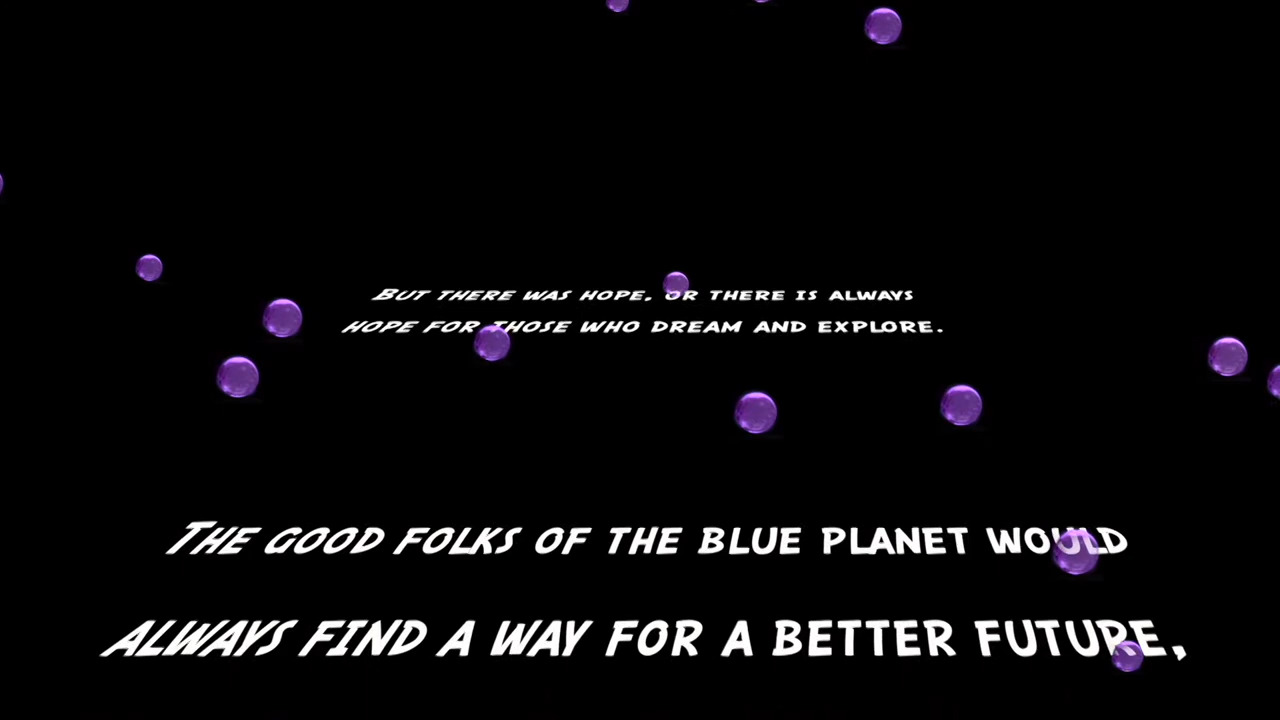 But there was hope, or there is always
hope for those who dream and explore.
The good folks of the blue planet would
always find a way for a better future,